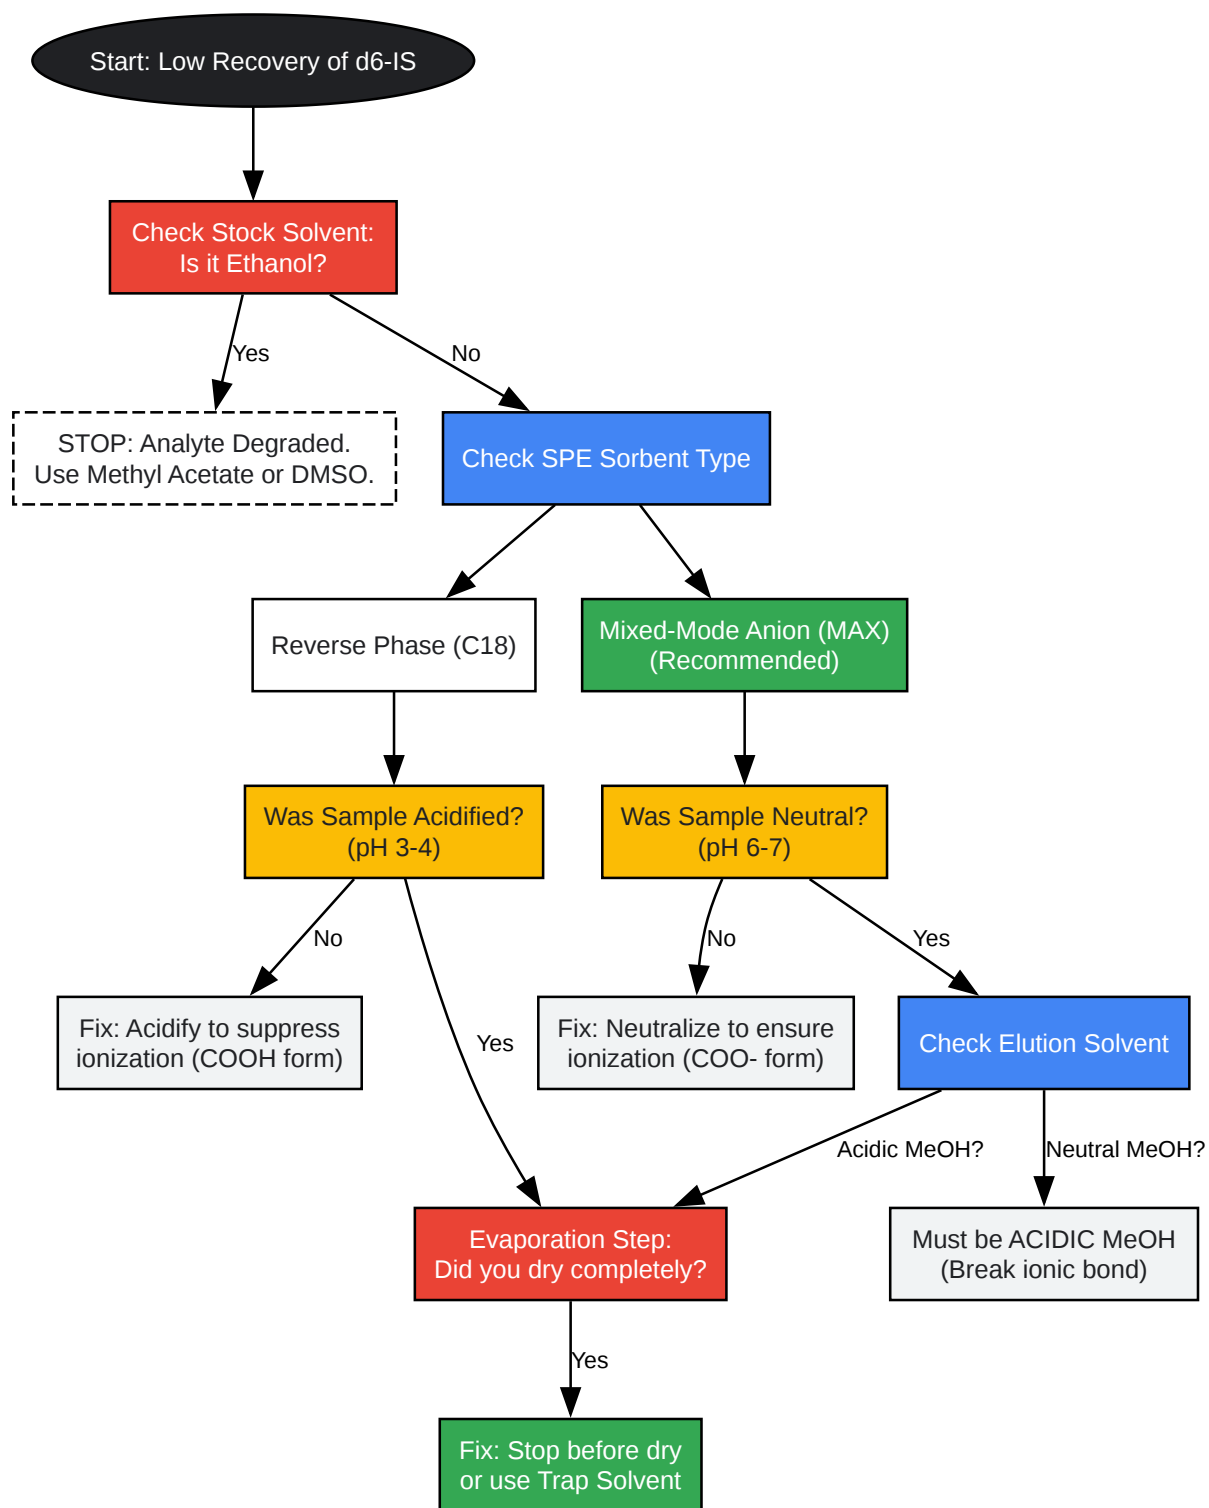 Start: Low Recovery of d6-IS
Check Stock Solvent:
Is it Ethanol?
Yes
No
STOP: Analyte Degraded.
Use Methyl Acetate or DMSO.
Check SPE Sorbent Type
Reverse Phase (C18)
Mixed-Mode Anion (MAX)
(Recommended)
Was Sample Acidified?
(pH 3-4)
Was Sample Neutral?
(pH 6-7)
No
Yes
No
Yes
Fix: Acidify to suppress
ionization (COOH form)
Fix: Neutralize to ensure
ionization (COO- form)
Check Elution Solvent
Acidic MeOH?
Neutral MeOH?
Evaporation Step:
Did you dry completely?
Must be ACIDIC MeOH
(Break ionic bond)
Yes
Fix: Stop before dry
or use Trap Solvent